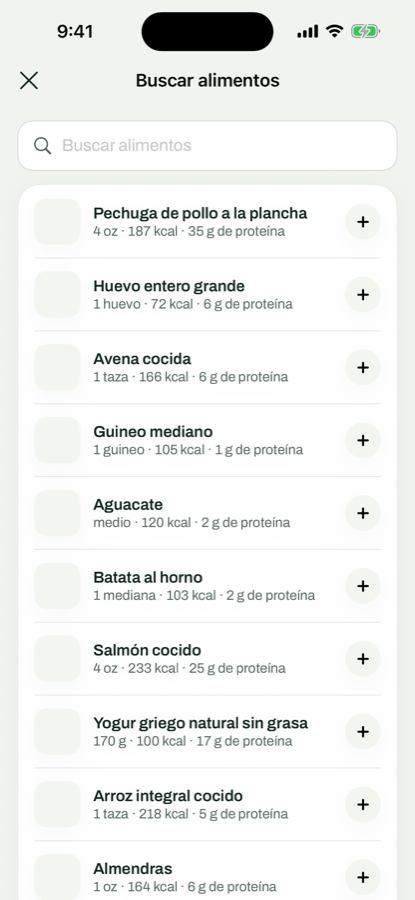 9:41
Buscar alimentos
Buscar alimentos
Pechuga de pollo a la plancha
4 oz · 187 kcal · 35 g de proteína
Huevo entero grande
1 huevo · 72 kcal · 6 g de proteína
Avena cocida
1 taza · 166 kcal · 6 g de proteína
Guineo mediano
1 guineo · 105 kcal · 1 g de proteína
Aguacate
medio · 120 kcal · 2 g de proteína
Batata al horno
1 mediana · 103 kcal · 2 g de proteína
Salmón cocido
4 oz · 233 kcal · 25 g de proteína
Yogur griego natural sin grasa
170 g · 100 kcal · 17 g de proteína
Arroz integral cocido
1 taza · 218 kcal · 5 g de proteína
Almendras
1 oz · 164 kcal · 6 g de proteína